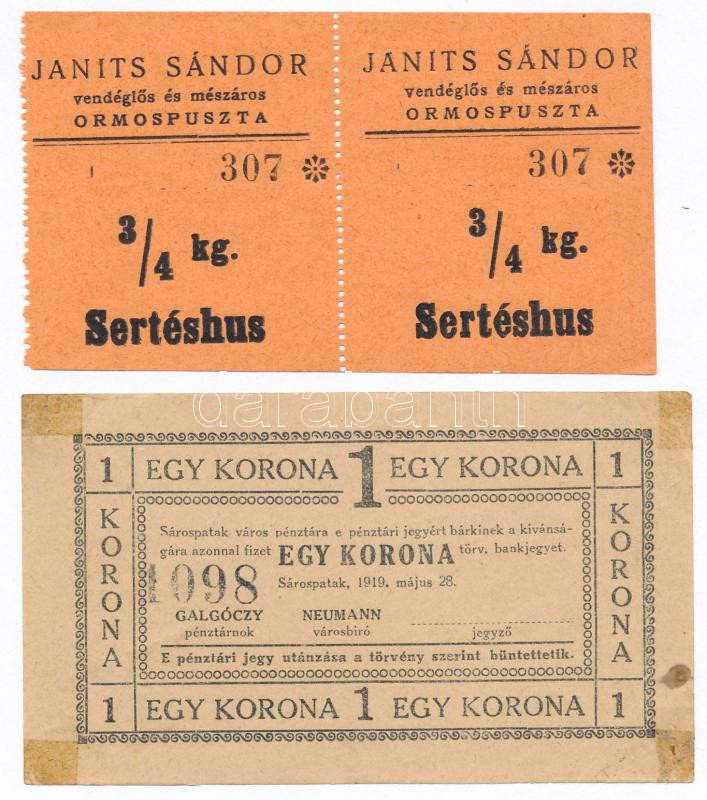 JANITS SÁNDOR
vendéglős és mészáros
ORMOSPUSZTA
307
3/4 kg.
Sertéshus
JANITS SÁNDOR
vendéglős és mészáros
ORMOSPUSZTA
307
3/4 kg.
Sertéshus
darabanth
1 EGY KORONA 1 EGY KORONA 1
KORONA
Sárospatak város pénztára e pénztári jegyért bárkinek a kivánsá-
gára azonnal fizet EGY KORONA törv. bankjegyet.
1098 Sárospatak, 1919. május 28.
GALGÓCZY NEUMANN
pénztárnok városbiró jegyző
E pénztári jegy utánzása a törvény szerint büntettetik.
KORONA
1 EGY KORONA 1 EGY KORONA 1